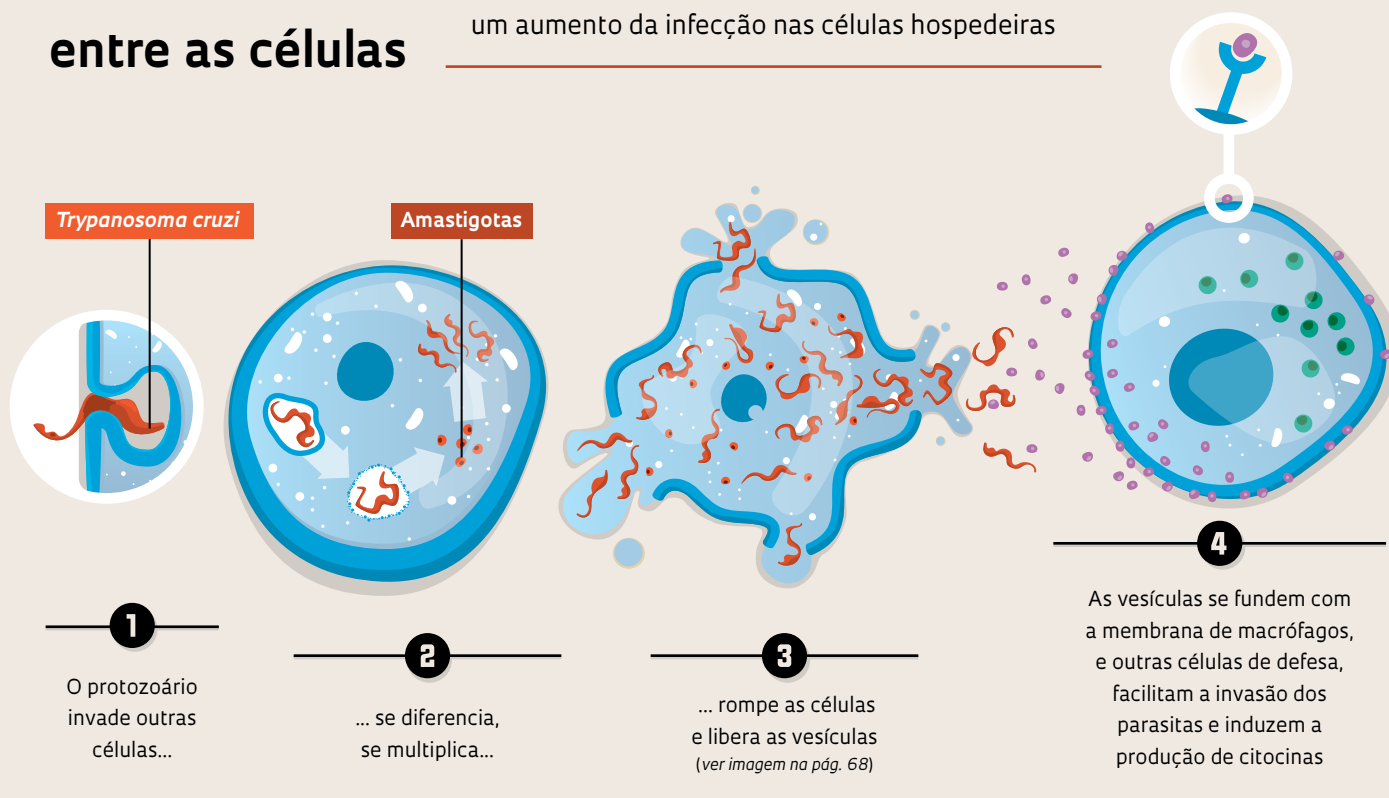 entre as células
um aumento da infecção nas células hospedeiras
Trypanosoma cruzi
Amastigotas
1
O protozoário
invade outras
células...
2
... se diferencia,
se multiplica...
3
... rompe as células
e libera as vesículas
(ver imagem na pág. 68)
4
As vesículas se fundem com
a membrana de macrófagos,
e outras células de defesa,
facilitam a invasão dos
parasitas e induzem a
produção de citocinas